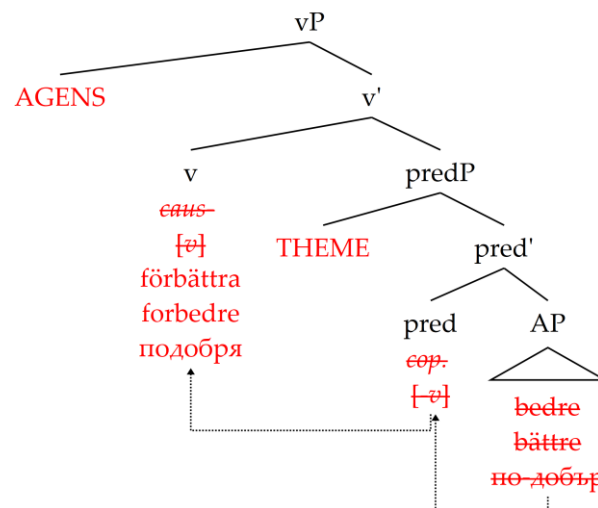 vP
AGENS
v'
v
predP
caus-
[v]
THEME
pred'
förbättra
forbedre
подобря
pred
AP
cop.
[-v]
bedre
bättre
по-добър